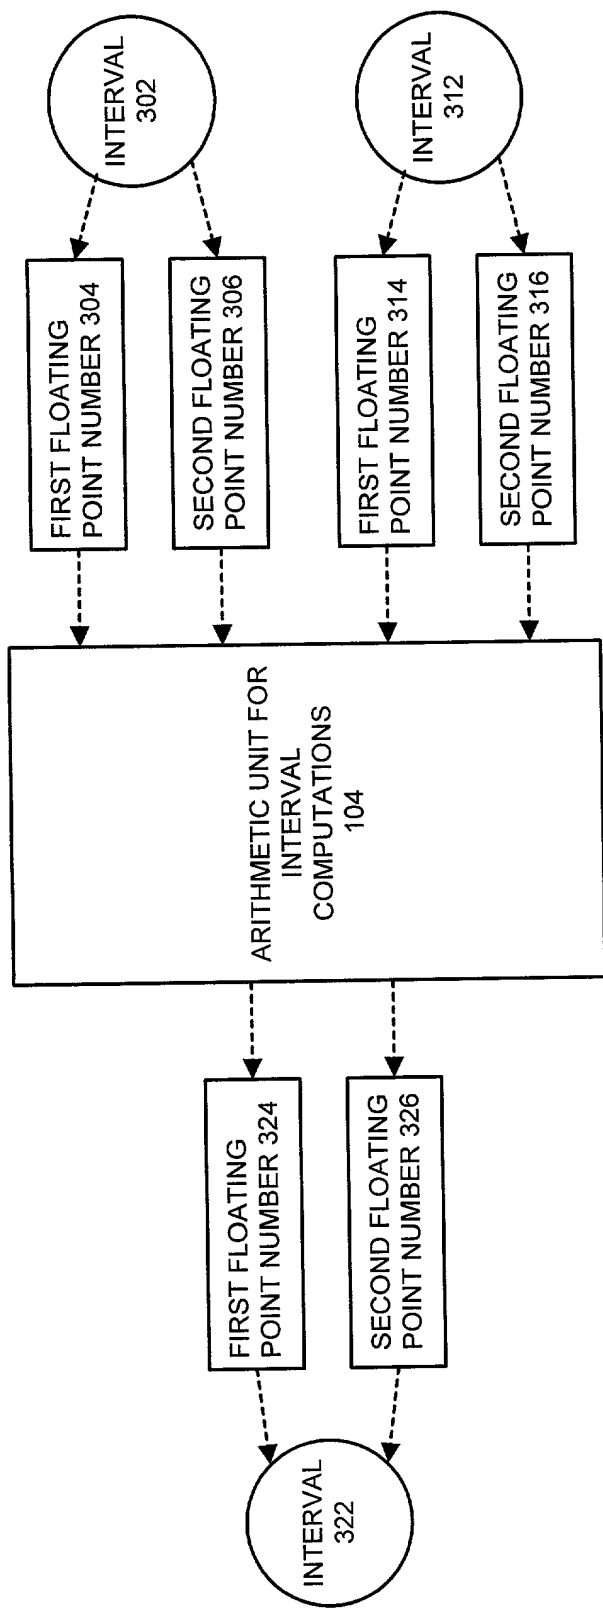 INTERVAL
302
INTERVAL
312
FIRST FLOATING
POINT NUMBER 304
SECOND FLOATING
POINT NUMBER 306
FIRST FLOATING
POINT NUMBER 314
SECOND FLOATING
POINT NUMBER 316
ARITHMETIC UNIT FOR
INTERVAL
COMPUTATIONS
104
FIRST FLOATING
POINT NUMBER 324
SECOND FLOATING
POINT NUMBER 326
INTERVAL
322